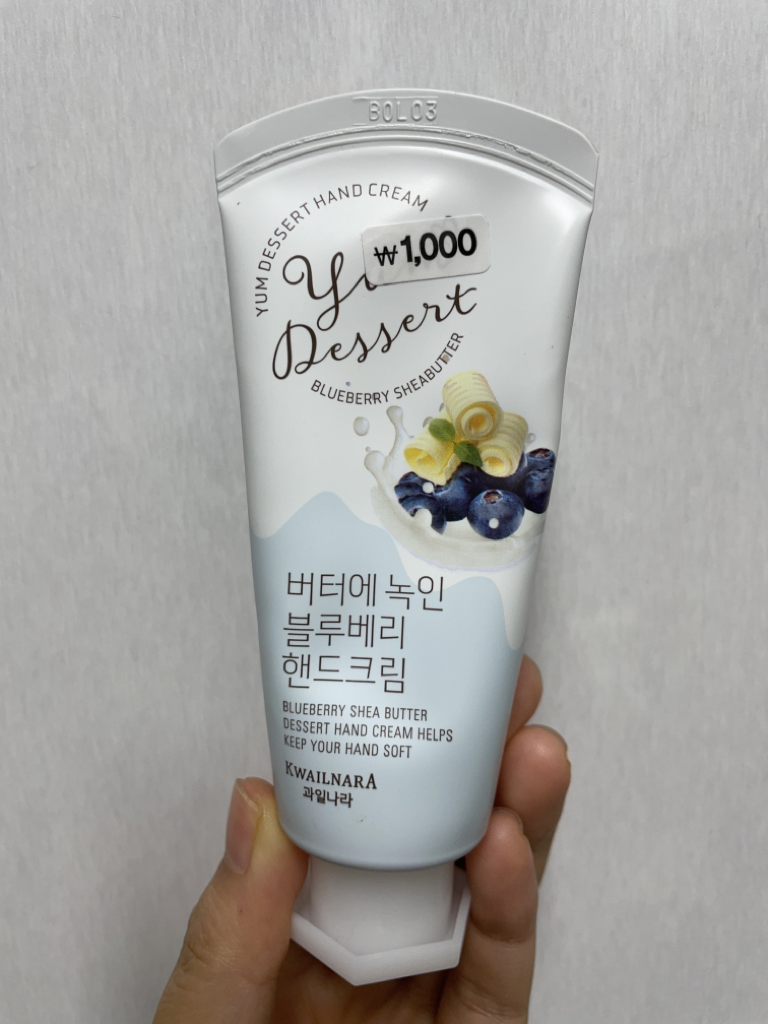 BOL03
YUM DESSERT HAND CREAM
₩1,000
Dessert
BLUEBERRY SHEABUTTER
버터에 녹인
블루베리
핸드크림
BLUEBERRY SHEA BUTTER
DESSERT HAND CREAM HELPS
KEEP YOUR HAND SOFT
KWAILNARA
과일나라